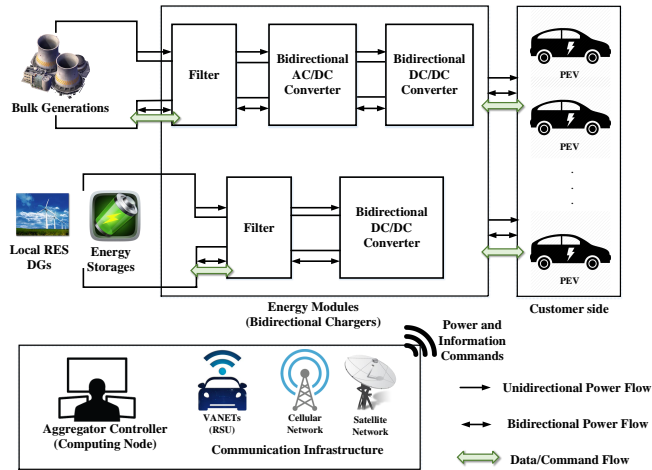 Bulk Generations
Filter
Bidirectional
AC/DC
Converter
Bidirectional
DC/DC
Converter
PEV
PEV
Local RES
DGs
Energy
Storages
Filter
Bidirectional
DC/DC
Converter
PEV
Energy Modules
(Bidirectional Chargers)
Customer side
Power and
Information
Commands
Aggregator Controller
(Computing Node)
VANETs
(RSU)
Cellular
Network
Satellite
Network
Communication Infrastructure
Unidirectional Power Flow
Bidirectional Power Flow
Data/Command Flow